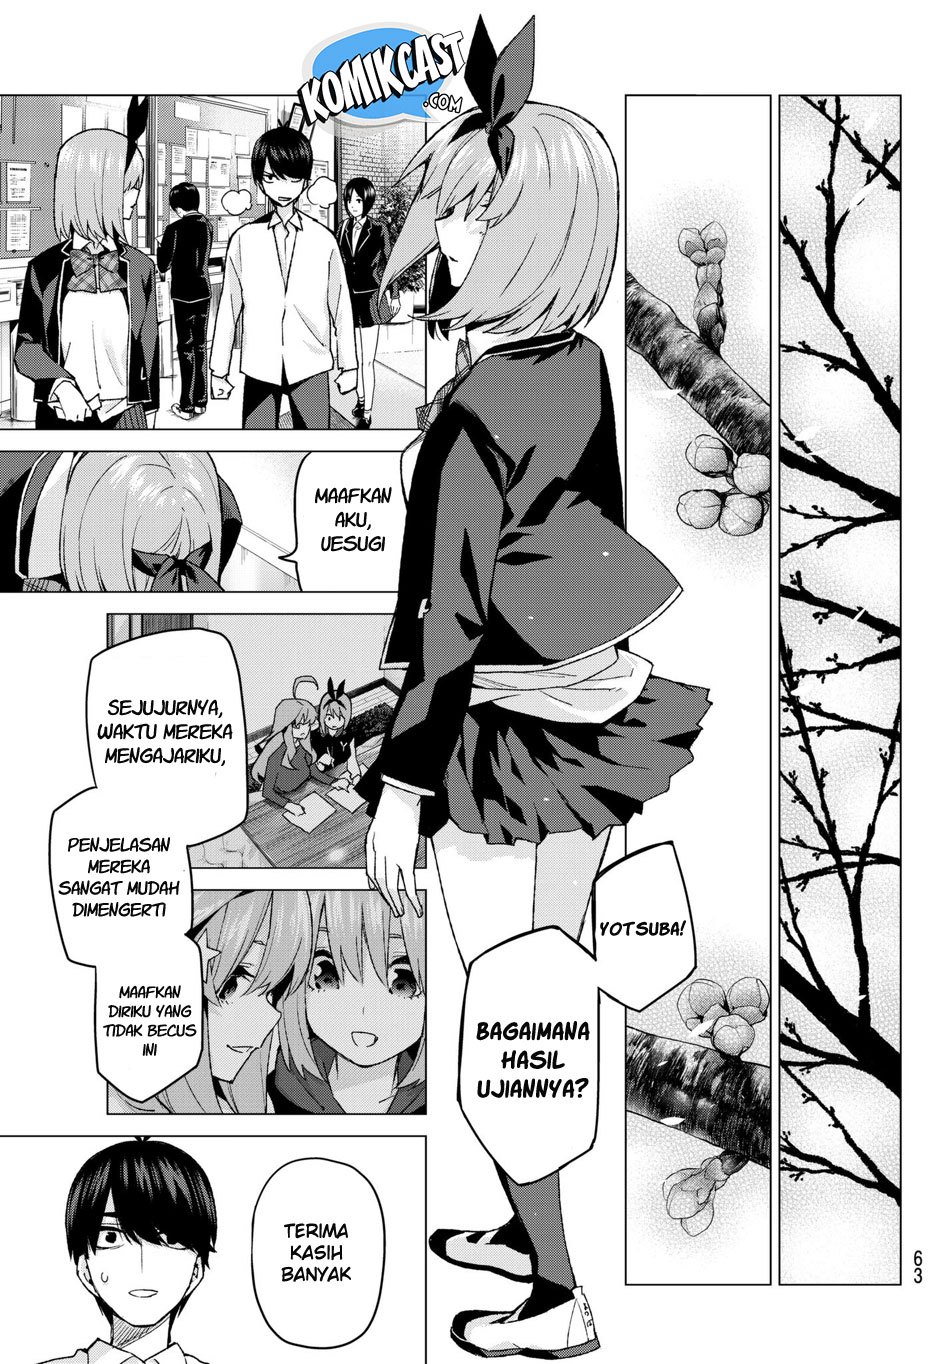 KOMIKCAST
.COM
YOTSUBA!
BAGAIMANA
HASIL
UJIANNYA?
MAAFKAN
AKU,
UESUGI
SEJUJURNYA,
WAKTU MEREKA
MENGAJARIKU,
PENJELASAN
MEREKA
SANGAT MUDAH
DIMENGERTI
MAAFKAN
DIRIKU YANG
TIDAK BECUS
INI
TERIMA
KASIH
BANYAK
63